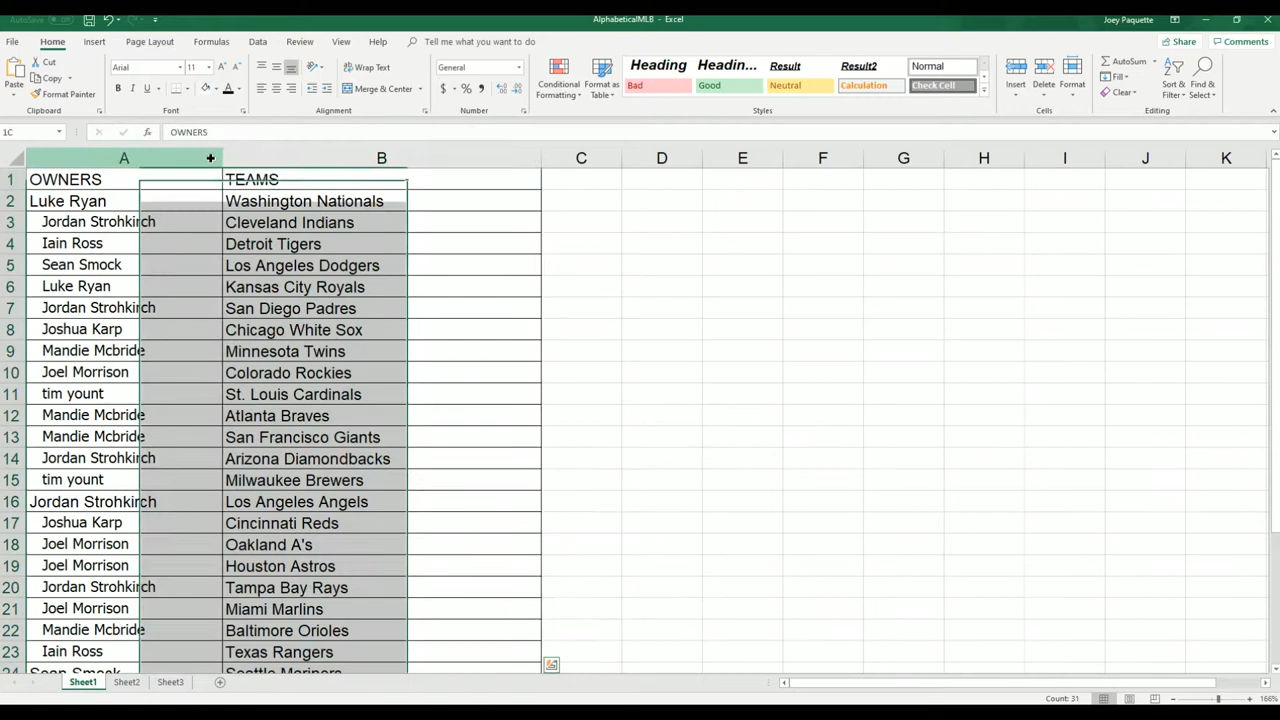 AutoSave Off AlphabeticalMLB - Excel Joey Paquette
File Home Insert Page Layout Formulas Data Review View Help Tell me what you want to do Share Comments
Paste Cut Copy Format Painter Clipboard
Arial 11 B I U A Font
Wrap Text Merge & Center Alignment
General $ % Number
Conditional Formatting Format as Table
Heading Headin... Result Result2 Normal
Bad Good Neutral Calculation Check Cell
Styles
Insert Delete Format Cells
AutoSum Fill Clear Sort & Filter Find & Select Editing
1C fx OWNERS
A B C D E F G H I J K
1 OWNERS TEAMS
2 Luke Ryan Washington Nationals
3 Jordan Strohkirch Cleveland Indians
4 Iain Ross Detroit Tigers
5 Sean Smock Los Angeles Dodgers
6 Luke Ryan Kansas City Royals
7 Jordan Strohkirch San Diego Padres
8 Joshua Karp Chicago White Sox
9 Mandie Mcbride Minnesota Twins
10 Joel Morrison Colorado Rockies
11 tim yount St. Louis Cardinals
12 Mandie Mcbride Atlanta Braves
13 Mandie Mcbride San Francisco Giants
14 Jordan Strohkirch Arizona Diamondbacks
15 tim yount Milwaukee Brewers
16 Jordan Strohkirch Los Angeles Angels
17 Joshua Karp Cincinnati Reds
18 Joel Morrison Oakland A's
19 Joel Morrison Houston Astros
20 Jordan Strohkirch Tampa Bay Rays
21 Joel Morrison Miami Marlins
22 Mandie Mcbride Baltimore Orioles
23 Iain Ross Texas Rangers
24 Sean Smock Seattle Mariners
Sheet1 Sheet2 Sheet3
Count: 31 166%